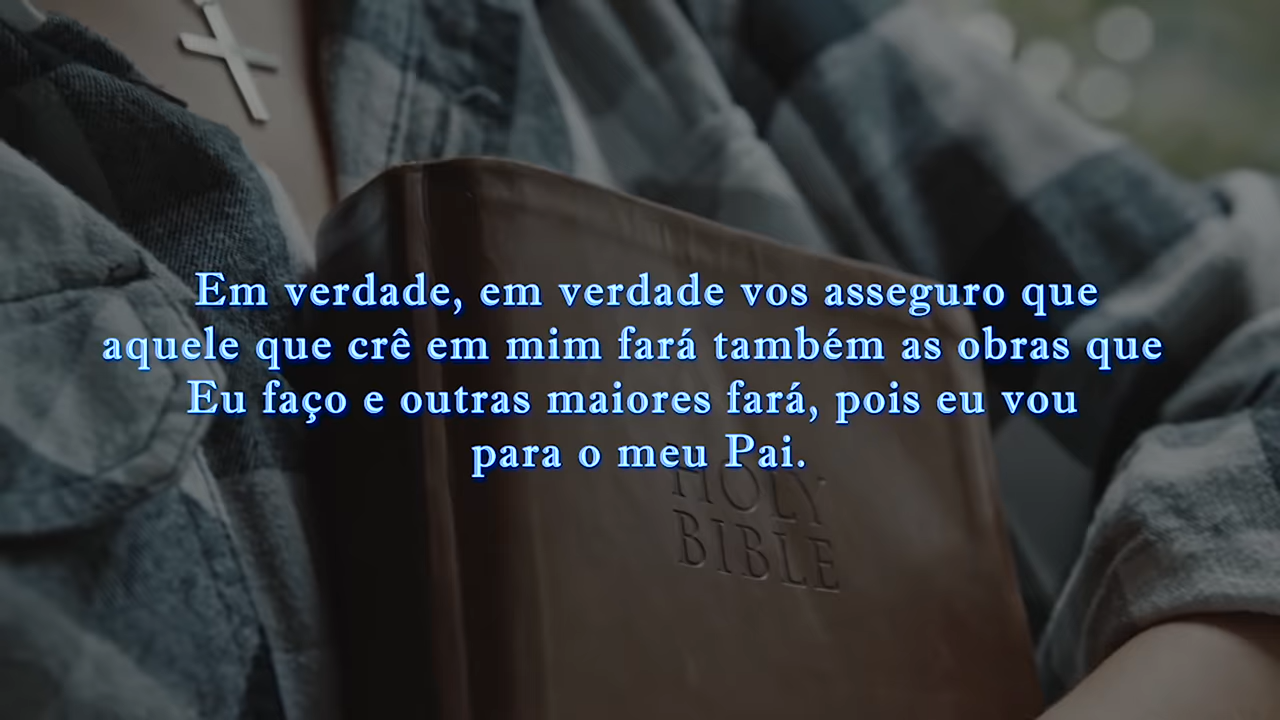 Em verdade, em verdade vos asseguro que
aquele que crê em mim fará também as obras que
Eu faço e outras maiores fará, pois eu vou
para o meu Pai.
HOLY
BIBLE